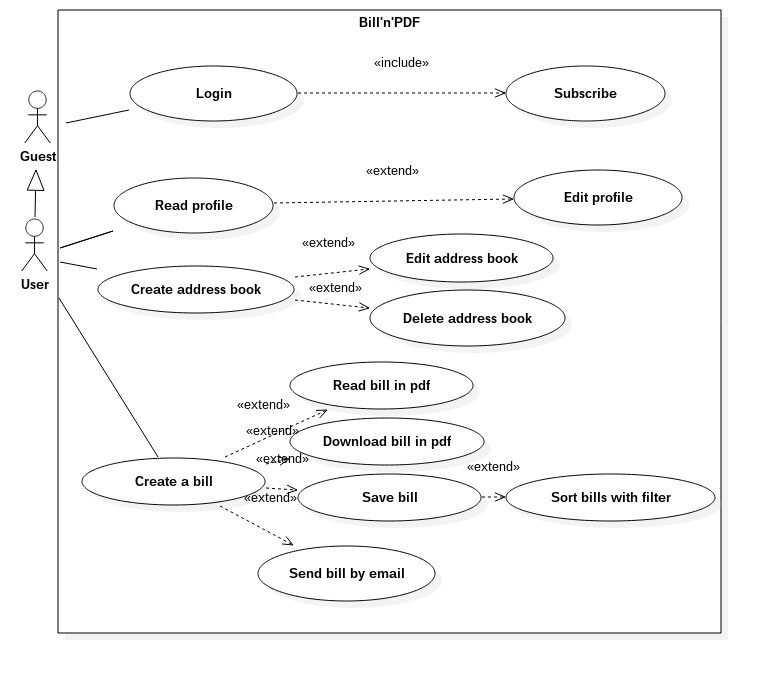 Bill'n'PDF
«include»
Login
Subscribe
Guest
«extend»
Read profile
Edit profile
«extend»
Edit address book
User
Create address book
«extend»
Delete address book
Read bill in pdf
«extend»
«extend»
Download bill in pdf
«extend»
«extend»
Create a bill
«extend»
Save bill
Sort bills with filter
Send bill by email